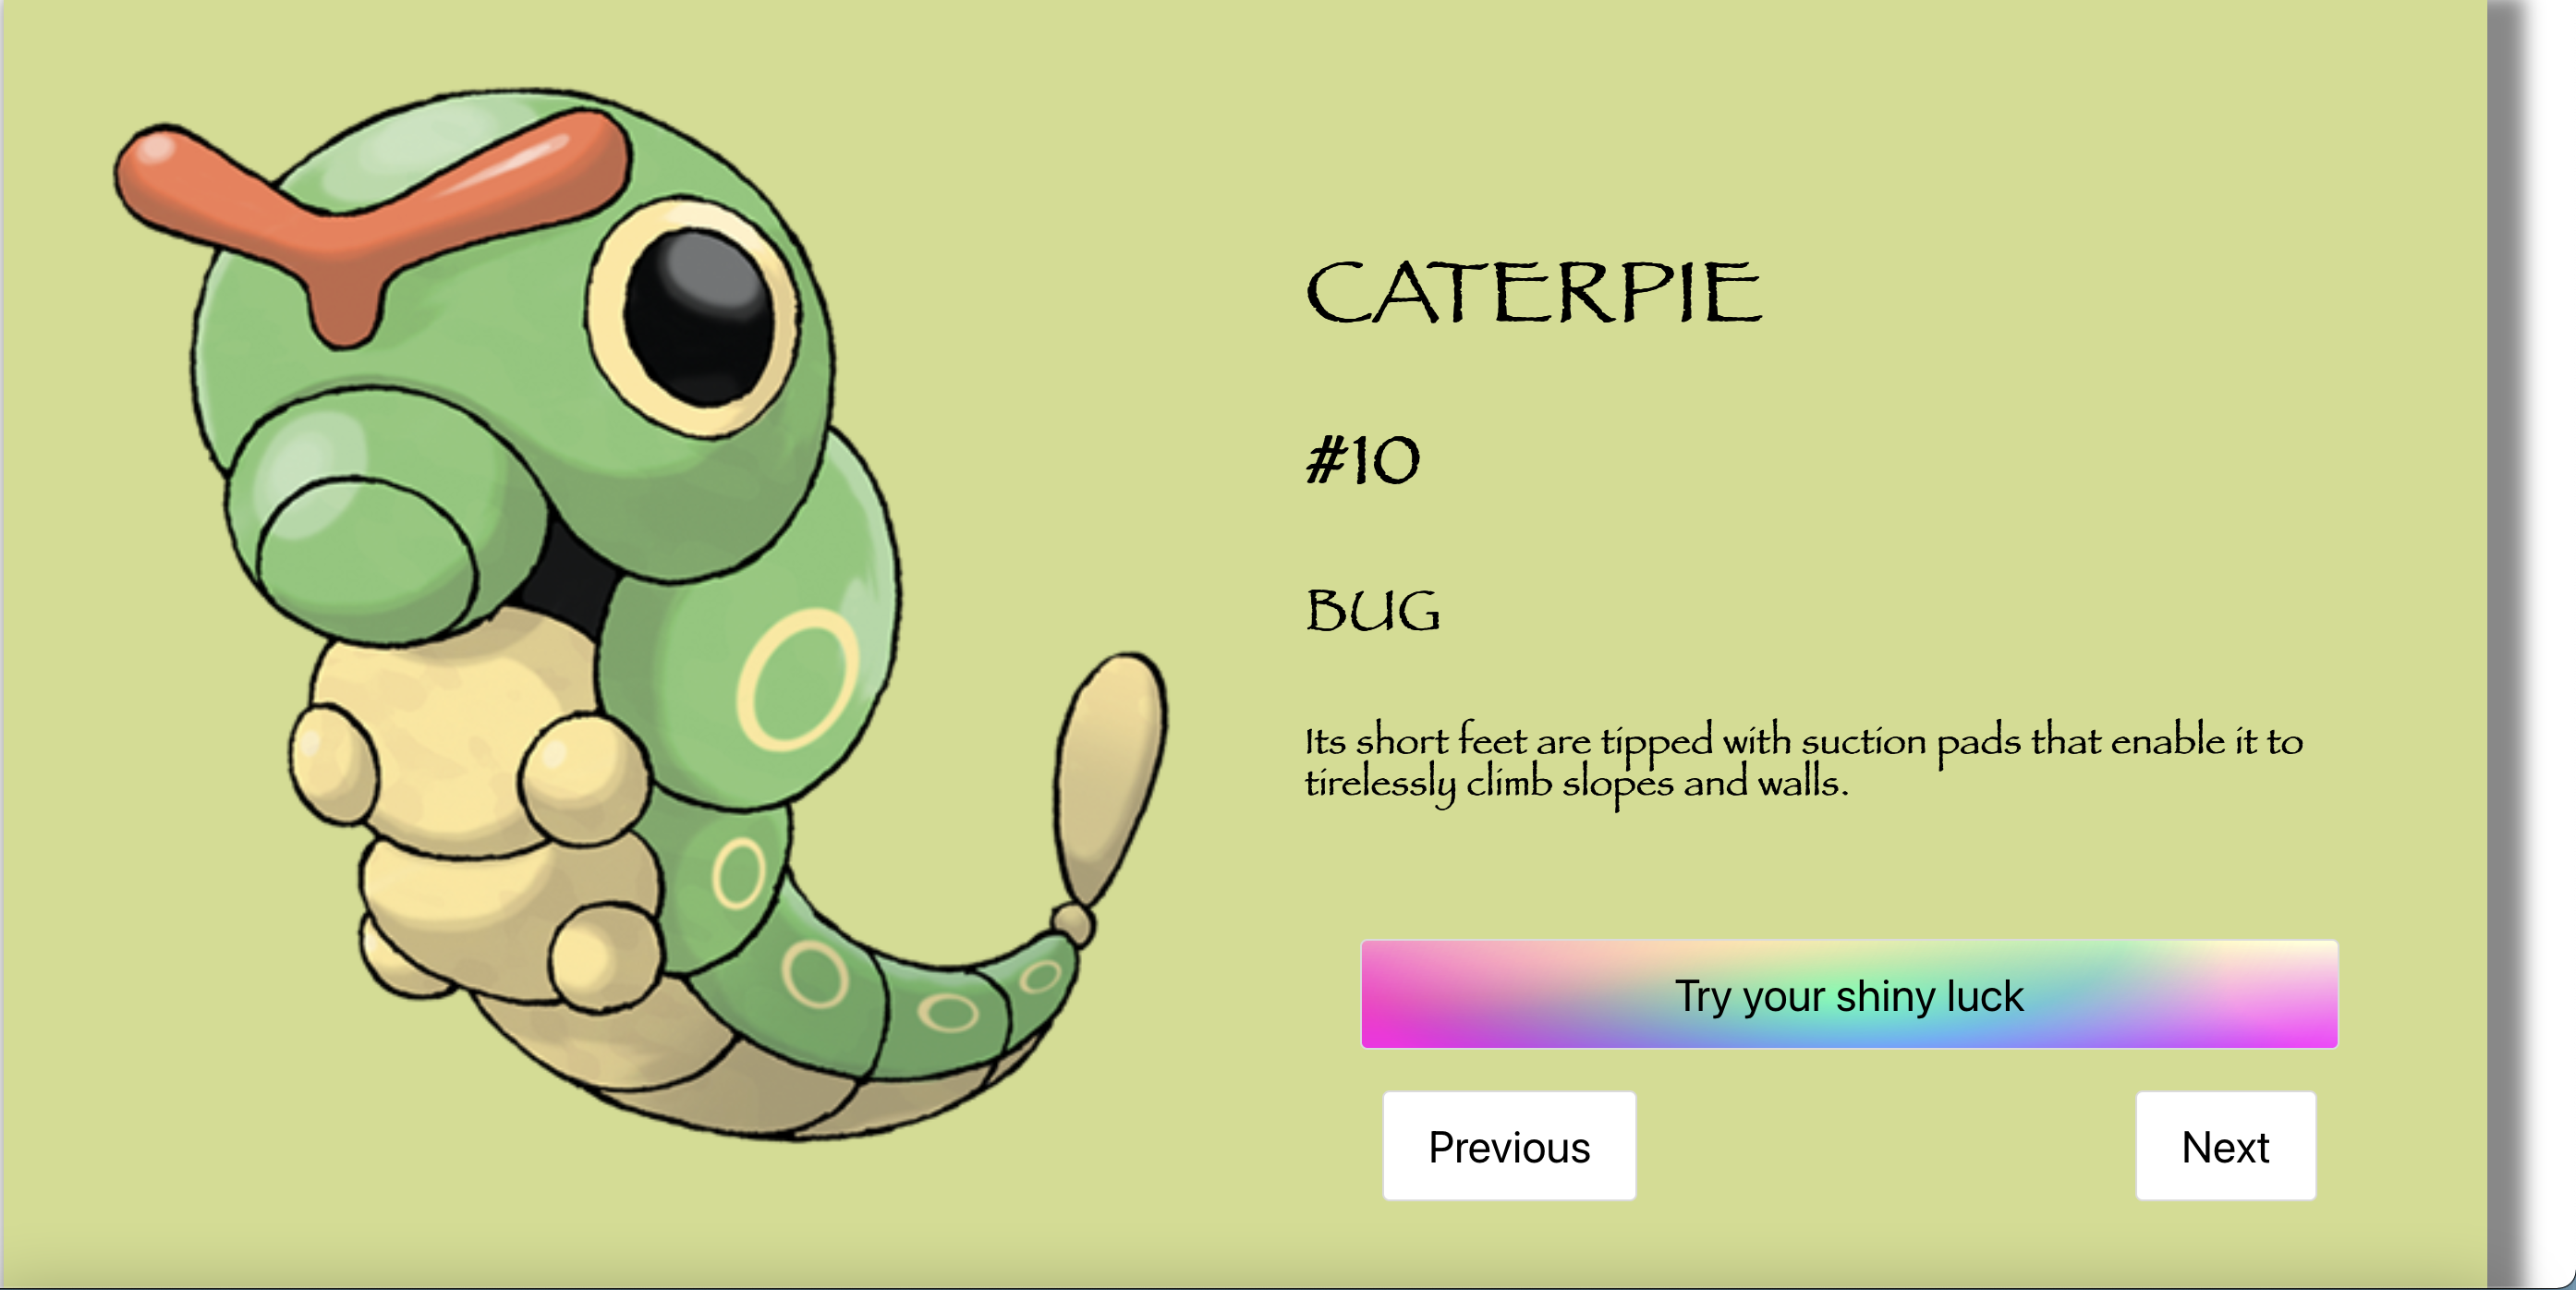 CATERPIE
#10
BUG
Its short feet are tipped with suction pads that enable it to
tirelessly climb slopes and walls.
Try your shiny luck
Previous
Next